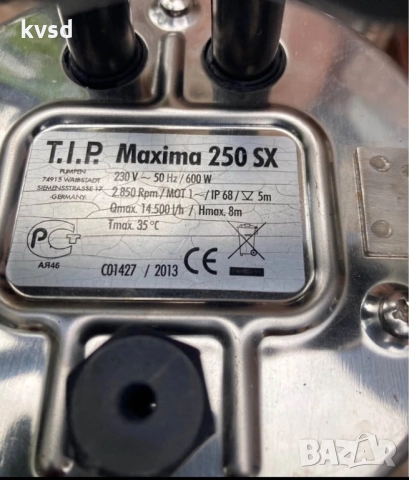 kvsd
T.I.P. Maxima 250 SX
PUMPEN
74915 WAIBSTADT
SIEMENSSTRASSE 17
GERMANY
230 V ~ 50 Hz / 600 W
2.850 Rpm / MOT 1 ~ / IP 68 / 5m
Qmax. 14.500 l/h / Hmax. 8m
Tmax. 35°C
РСТ
АЯ46
C01427 / 2013
CE
BAZAR